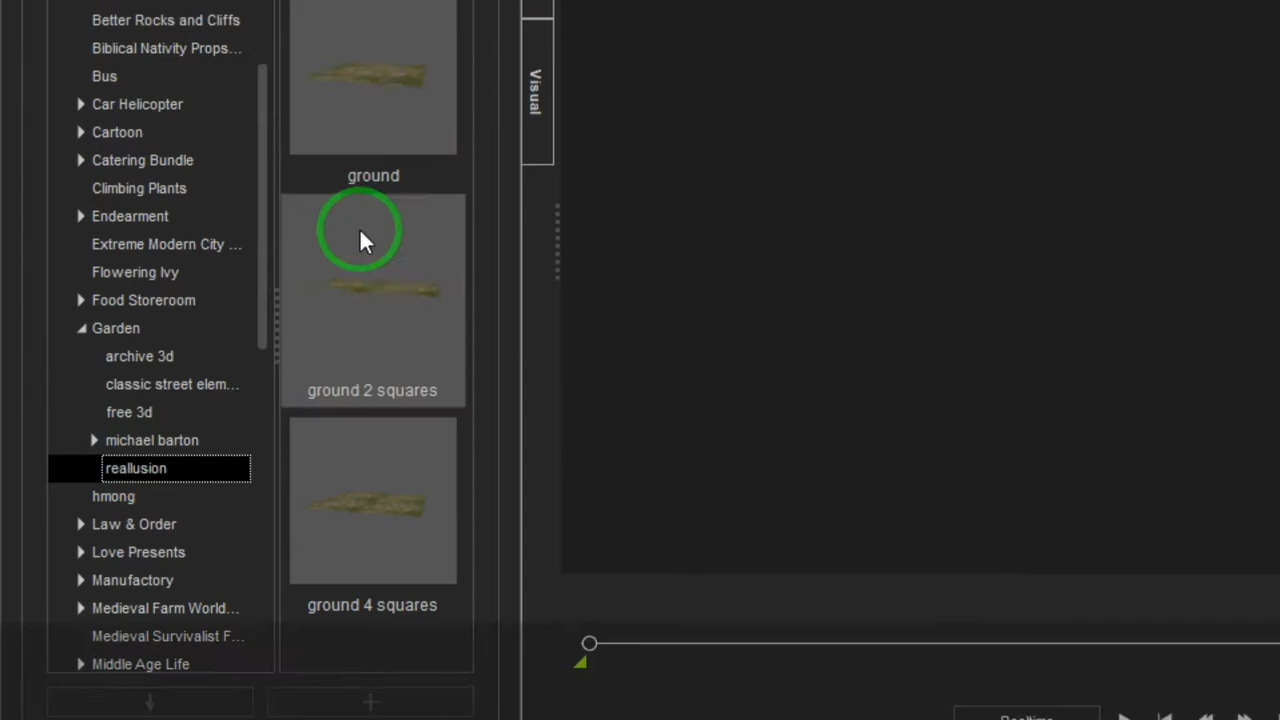 Better Rocks and Cliffs
Biblical Nativity Props...
Bus
Car Helicopter
Cartoon
Catering Bundle
Climbing Plants
Endearment
Extreme Modern City ...
Flowering Ivy
Food Storeroom
Garden
archive 3d
classic street elem...
free 3d
michael barton
reallusion
hmong
Law & Order
Love Presents
Manufactory
Medieval Farm World...
Medieval Survivalist F...
Middle Age Life
ground
ground 2 squares
ground 4 squares
Visual
Realtime